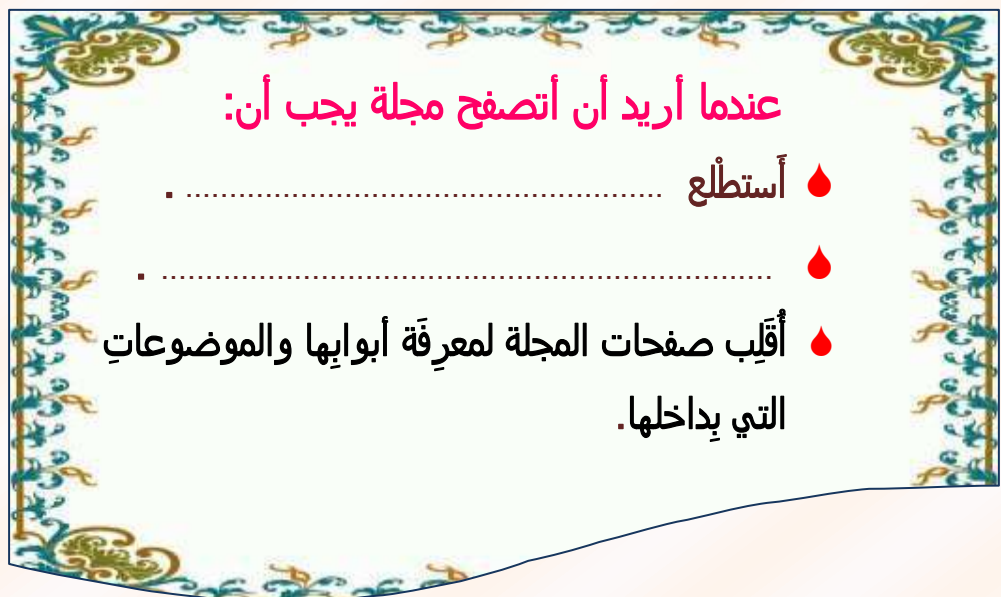 عندما أريد أن أتصفح مجلة يجب أن:
أَستطْلع ...................................................... .
..................................................................... .
أُقَلِب صفحات المجلة لمعرِفَة أبوابِها والموضوعاتِ
التي بِداخلها.